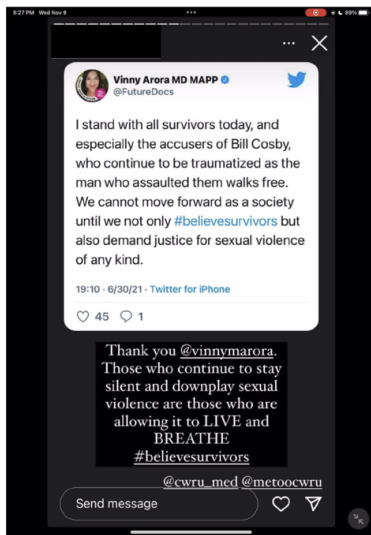 5:27 PM Wed Nov 9
89%
Vinny Arora MD MAPP
@FutureDocs
I stand with all survivors today, and
especially the accusers of Bill Cosby,
who continue to be traumatized as the
man who assaulted them walks free.
We cannot move forward as a society
until we not only #believesurvivors but
also demand justice for sexual violence
of any kind.
19:10 · 6/30/21 · Twitter for iPhone
45 1
Thank you @vinnymarora.
Those who continue to stay
silent and downplay sexual
violence are those who are
allowing it to LIVE and
BREATHE
#believesurvivors
@cwru_med @metoocwru
Send message